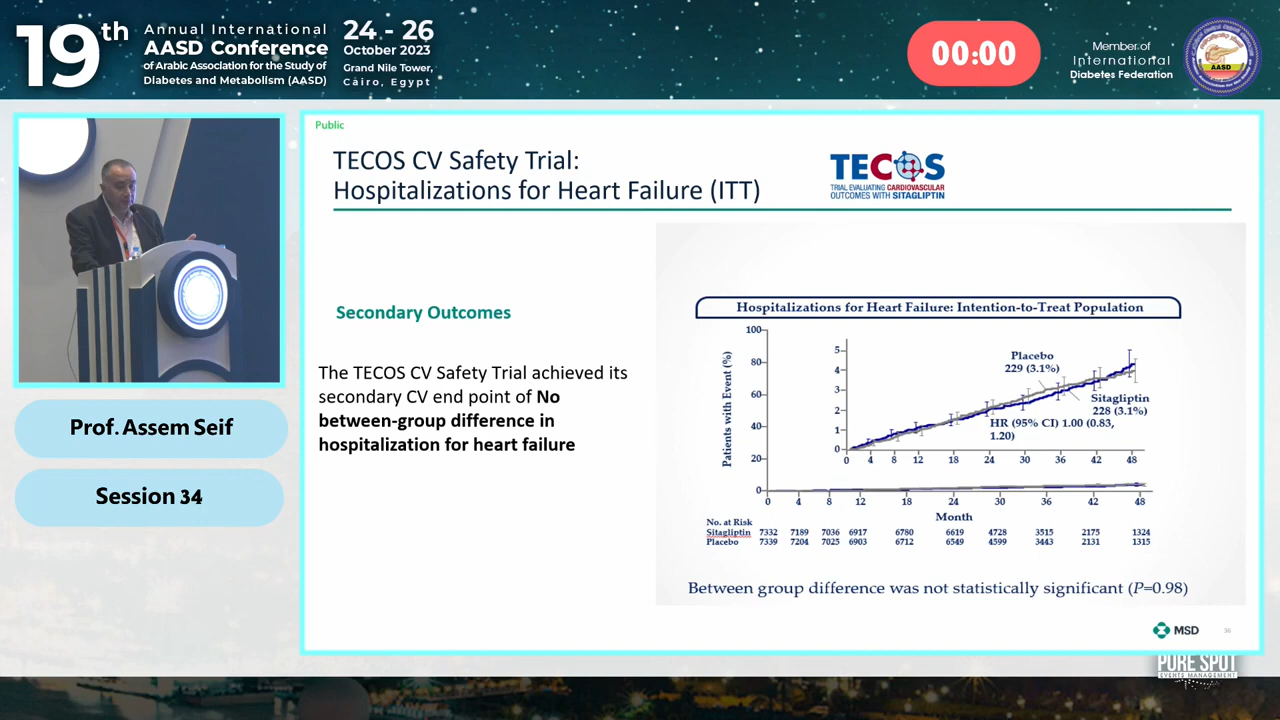 19th
Annual International
AASD Conference
of Arabic Association for the Study of
Diabetes and Metabolism (AASD)
24 - 26
October 2023
Grand Nile Tower,
Cairo, Egypt
00:00
Member of
International
Diabetes Federation
AASD
Public
TECOS CV Safety Trial:
Hospitalizations for Heart Failure (ITT)
TECOS
TRIAL EVALUATING CARDIOVASCULAR
OUTCOMES WITH SITAGLIPTIN
Secondary Outcomes
The TECOS CV Safety Trial achieved its
secondary CV end point of No
between-group difference in
hospitalization for heart failure
Hospitalizations for Heart Failure: Intention-to-Treat Population
Patients with Event (%)
100
80
60
40
20
0
5
4
3
2
1
0
Placebo
229 (3.1%)
Sitagliptin
228 (3.1%)
HR (95% CI) 1.00 (0.83,
1.20)
0 4 8 12 18 24 30 36 42 48
0 4 8 12 18 24 30 36 42 48
Month
No. at Risk
Sitagliptin 7332 7189 7036 6917 6780 6619 4728 3515 2175 1324
Placebo 7339 7204 7025 6903 6712 6549 4599 3443 2131 1315
Between group difference was not statistically significant (P=0.98)
MSD
36
Prof. Assem Seif
Session 34
PURE SPOT
EVENTS MANAGEMENT